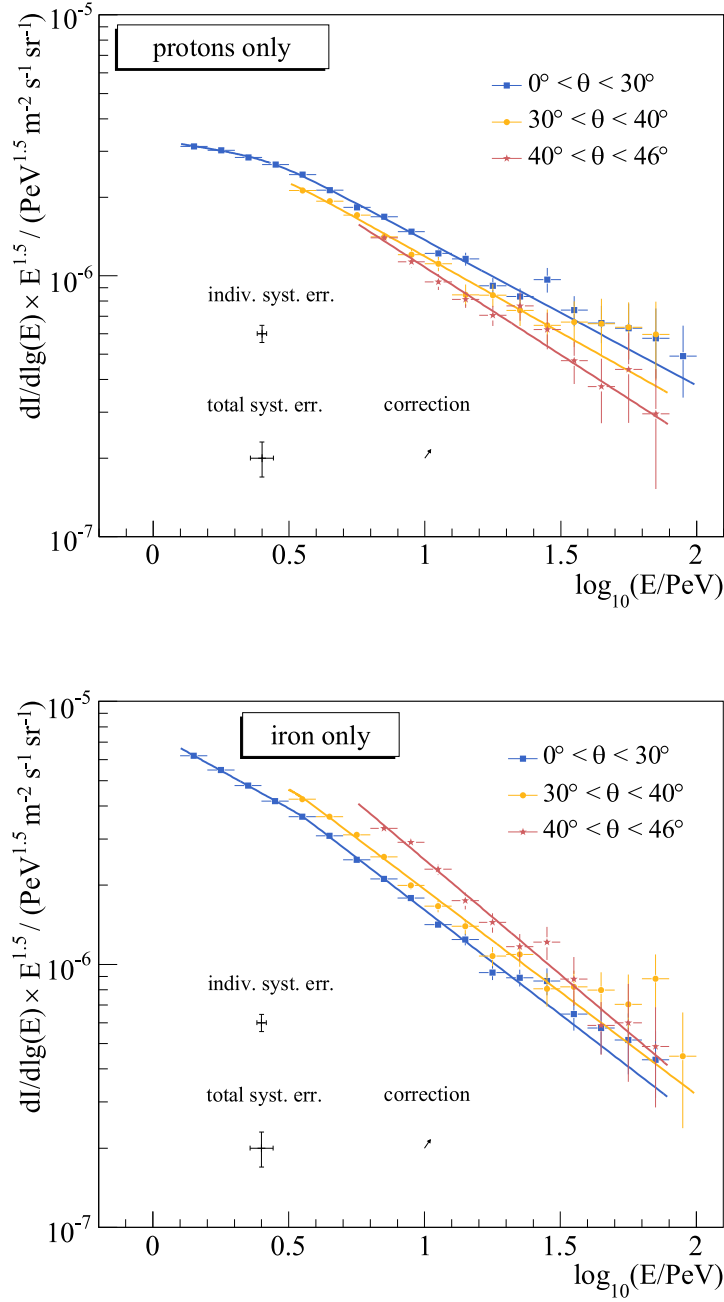 10⁻⁵
protons only
0° < θ < 30°
30° < θ < 40°
40° < θ < 46°
dI/dlg(E) × E^1.5 / (PeV^1.5 m⁻² s⁻¹ sr⁻¹)
10⁻⁶
indiv. syst. err.
total syst. err.
correction
10⁻⁷
0 0.5 1 1.5 2
log₁₀(E/PeV)
10⁻⁵
iron only
0° < θ < 30°
30° < θ < 40°
40° < θ < 46°
dI/dlg(E) × E^1.5 / (PeV^1.5 m⁻² s⁻¹ sr⁻¹)
10⁻⁶
indiv. syst. err.
total syst. err.
correction
10⁻⁷
0 0.5 1 1.5 2
log₁₀(E/PeV)